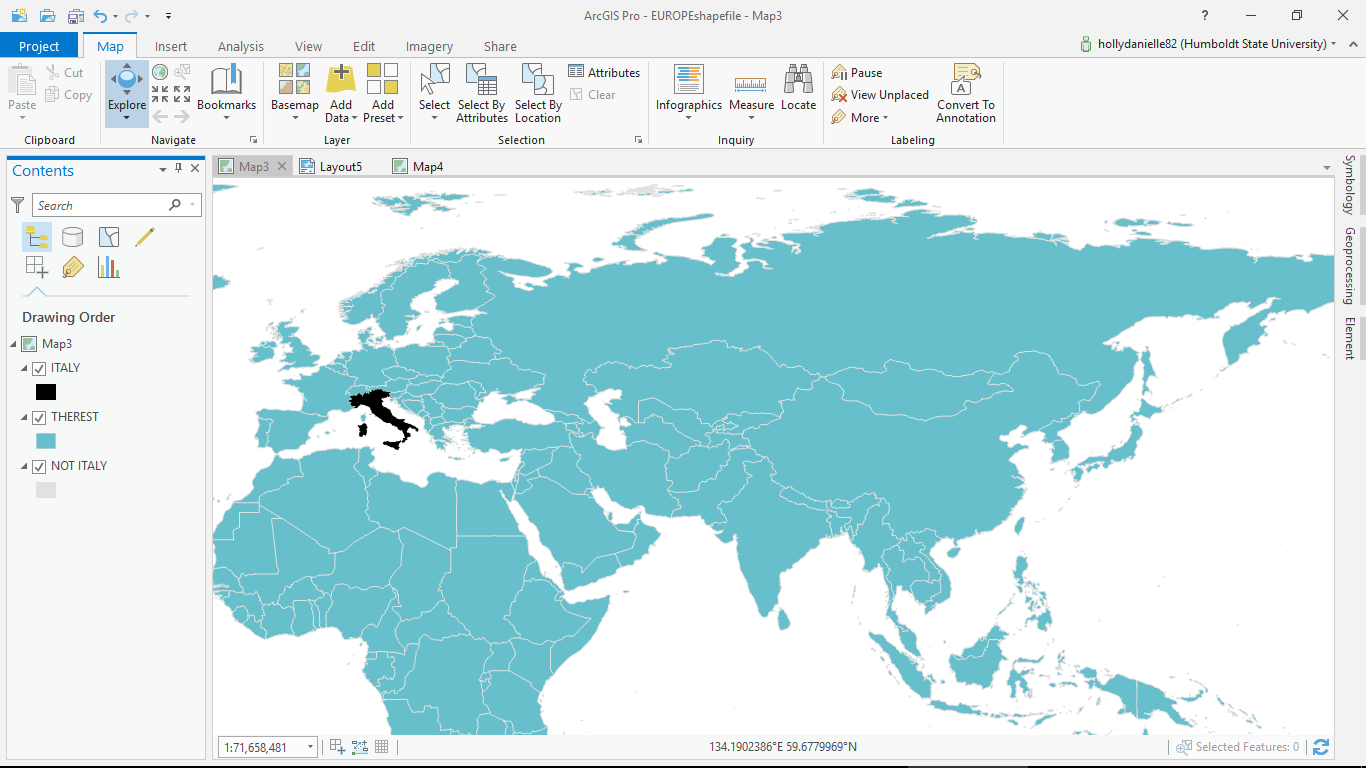 ArcGIS Pro - EUROPEshapefile - Map3
?
Project Map Insert Analysis View Edit Imagery Share
hollydanielle82 (Humboldt State University)
Paste Cut Copy
Clipboard
Explore Bookmarks
Navigate
Basemap Add Data Add Preset
Layer
Select Select By Attributes Select By Location Attributes Clear
Selection
Infographics Measure Locate
Inquiry
Pause View Unplaced More Convert To Annotation
Labeling
Contents
Search
Drawing Order
Map3
ITALY
THEREST
NOT ITALY
Map3 Layout5 Map4
Symbology
Geoprocessing
Element
1:71,658,481
134.1902386°E 59.6779969°N
Selected Features: 0